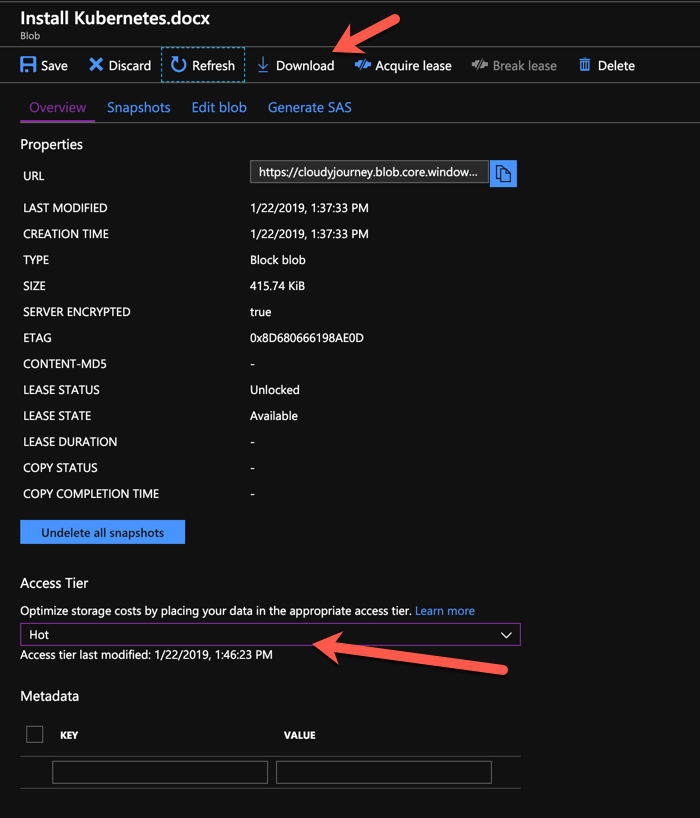 Install Kubernetes.docx
Blob
Save Discard Refresh Download Acquire lease Break lease Delete
Overview Snapshots Edit blob Generate SAS
Properties
URL https://cloudyjourney.blob.core.window...
LAST MODIFIED 1/22/2019, 1:37:33 PM
CREATION TIME 1/22/2019, 1:37:33 PM
TYPE Block blob
SIZE 415.74 KiB
SERVER ENCRYPTED true
ETAG 0x8D680666198AE0D
CONTENT-MD5 -
LEASE STATUS Unlocked
LEASE STATE Available
LEASE DURATION -
COPY STATUS -
COPY COMPLETION TIME -
Undelete all snapshots
Access Tier
Optimize storage costs by placing your data in the appropriate access tier. Learn more
Hot
Access tier last modified: 1/22/2019, 1:46:23 PM
Metadata
KEY VALUE